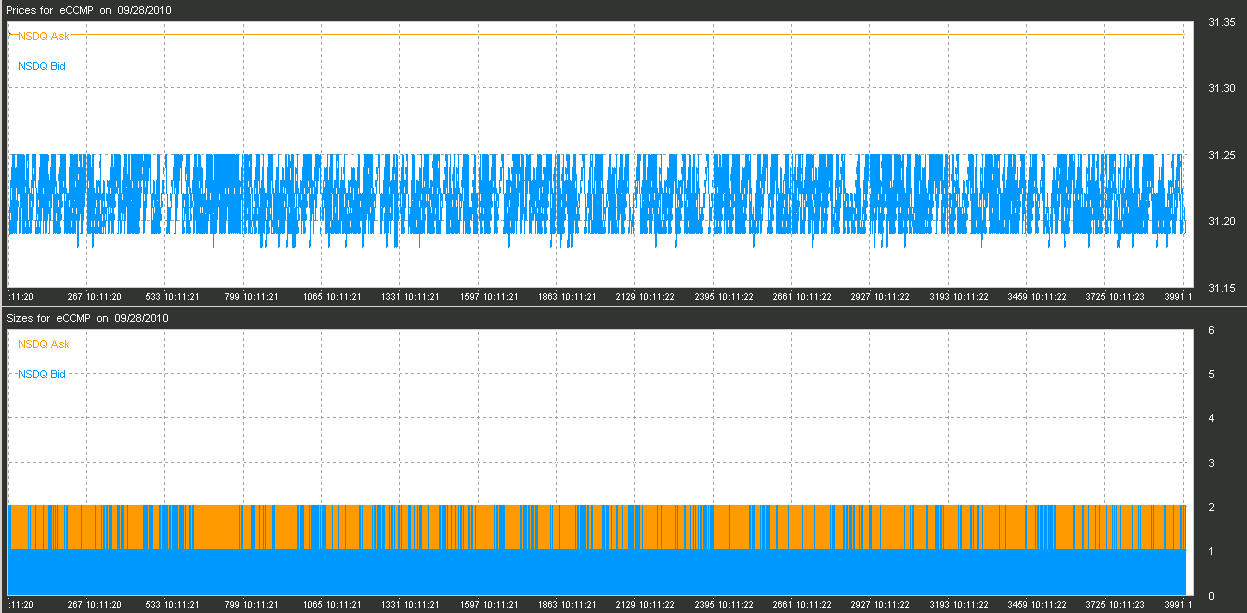 Prices for eCCMP on 09/28/2010
31.35
NSDQ Ask
NSDQ Bid
31.30
31.25
31.20
31.15
:11:20 267 10:11:20 533 10:11:21 799 10:11:21 1065 10:11:21 1331 10:11:21 1597 10:11:21 1863 10:11:21 2129 10:11:22 2395 10:11:22 2661 10:11:22 2927 10:11:22 3193 10:11:22 3459 10:11:22 3725 10:11:23 3991 1
Sizes for eCCMP on 09/28/2010
6
NSDQ Ask
NSDQ Bid
5
4
3
2
1
0
:11:20 267 10:11:20 533 10:11:21 799 10:11:21 1065 10:11:21 1331 10:11:21 1597 10:11:21 1863 10:11:21 2129 10:11:22 2395 10:11:22 2661 10:11:22 2927 10:11:22 3193 10:11:22 3459 10:11:22 3725 10:11:23 3991 1